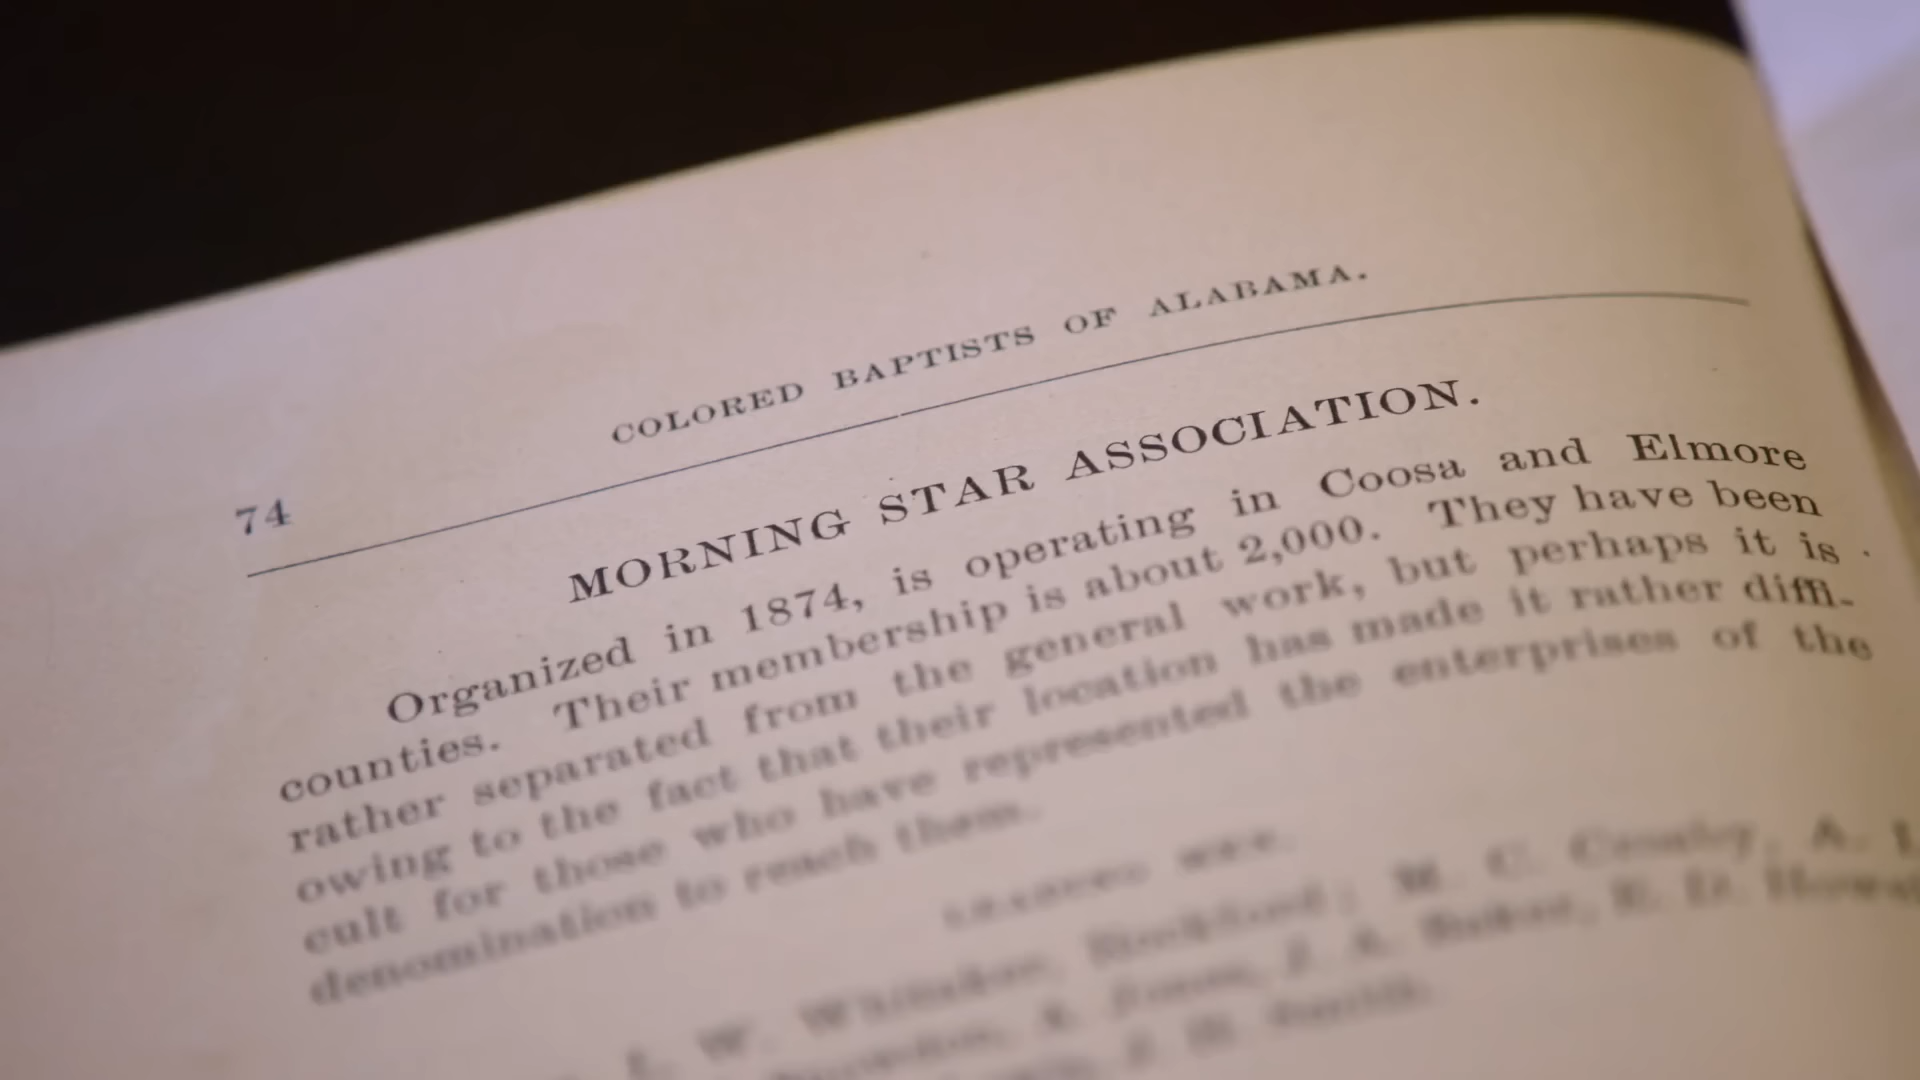 74
COLORED BAPTISTS OF ALABAMA.
MORNING STAR ASSOCIATION.
Organized in 1874, is operating in Coosa and Elmore
counties. Their membership is about 2,000. They have been
rather separated from the general work, but perhaps it is
owing to the fact that their location has made it rather diffi-
cult for those who have represented the enterprises of the
denomination to reach them.
W.
M. C. A.
A. Jones, J. A. E. D.